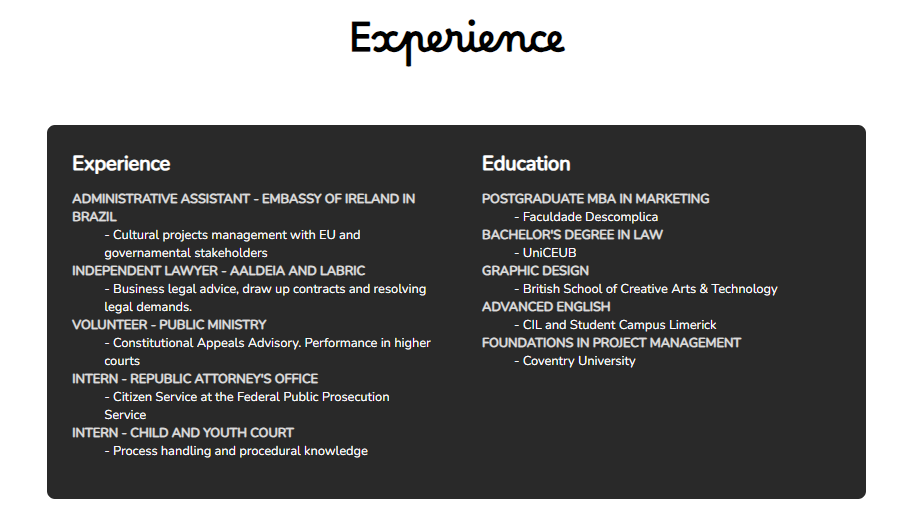 Experience
Experience
ADMINISTRATIVE ASSISTANT - EMBASSY OF IRELAND IN
BRAZIL
- Cultural projects management with EU and
governamental stakeholders
INDEPENDENT LAWYER - AALDEIA AND LABRIC
- Business legal advice, draw up contracts and resolving
legal demands.
VOLUNTEER - PUBLIC MINISTRY
- Constitutional Appeals Advisory. Performance in higher
courts
INTERN - REPUBLIC ATTORNEY'S OFFICE
- Citizen Service at the Federal Public Prosecution
Service
INTERN - CHILD AND YOUTH COURT
- Process handling and procedural knowledge
Education
POSTGRADUATE MBA IN MARKETING
- Faculdade Descomplica
BACHELOR'S DEGREE IN LAW
- UniCEUB
GRAPHIC DESIGN
- British School of Creative Arts & Technology
ADVANCED ENGLISH
- CIL and Student Campus Limerick
FOUNDATIONS IN PROJECT MANAGEMENT
- Coventry University